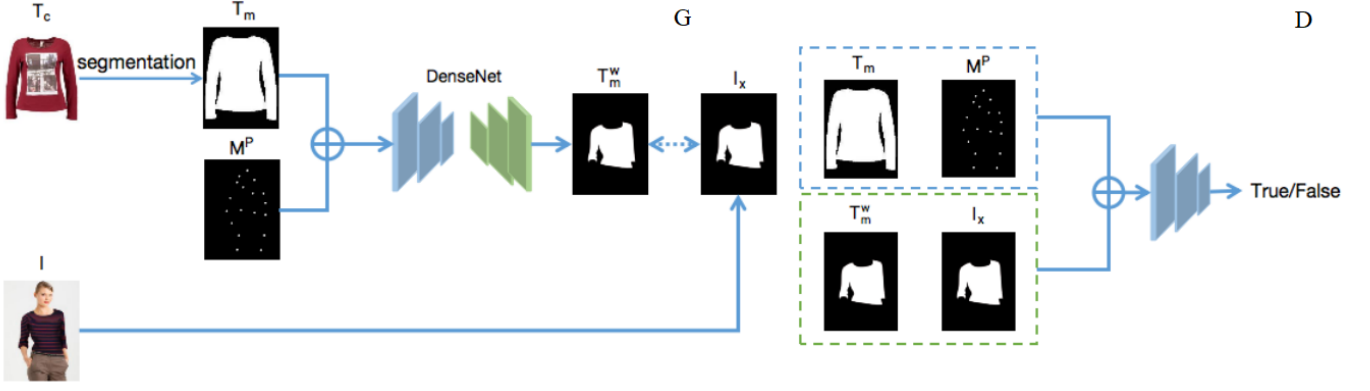 T_c
T_m
G
D
segmentation
DenseNet
T_m^w
I_x
T_m
M^P
M^P
True/False
T_m^w
I_x
I